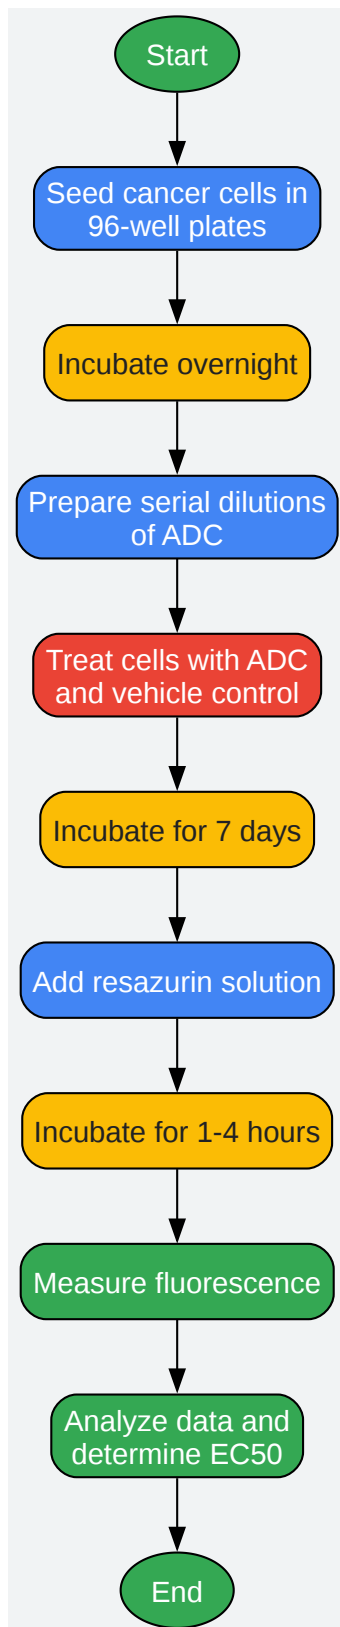 Start
Seed cancer cells in
96-well plates
Incubate overnight
Prepare serial dilutions
of ADC
Treat cells with ADC
and vehicle control
Incubate for 7 days
Add resazurin solution
Incubate for 1-4 hours
Measure fluorescence
Analyze data and
determine EC50
End